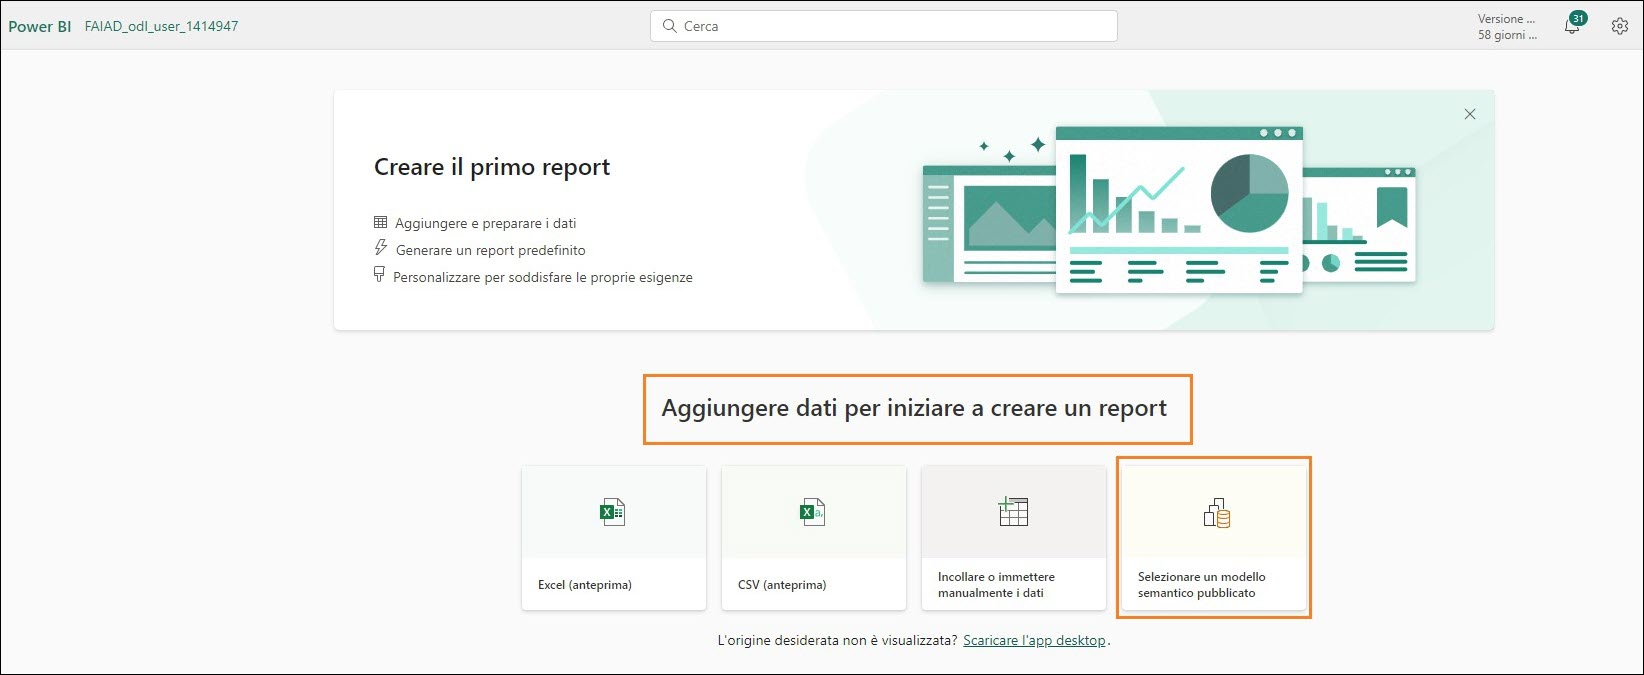 Power BI FAIAD_odl_user_1414947
Cerca
Versione ...
58 giorni ...
31
Creare il primo report
Aggiungere e preparare i dati
Generare un report predefinito
Personalizzare per soddisfare le proprie esigenze
Aggiungere dati per iniziare a creare un report
Excel (anteprima)
CSV (anteprima)
Incollare o immettere
manualmente i dati
Selezionare un modello
semantico pubblicato
L'origine desiderata non è visualizzata? Scaricare l'app desktop.